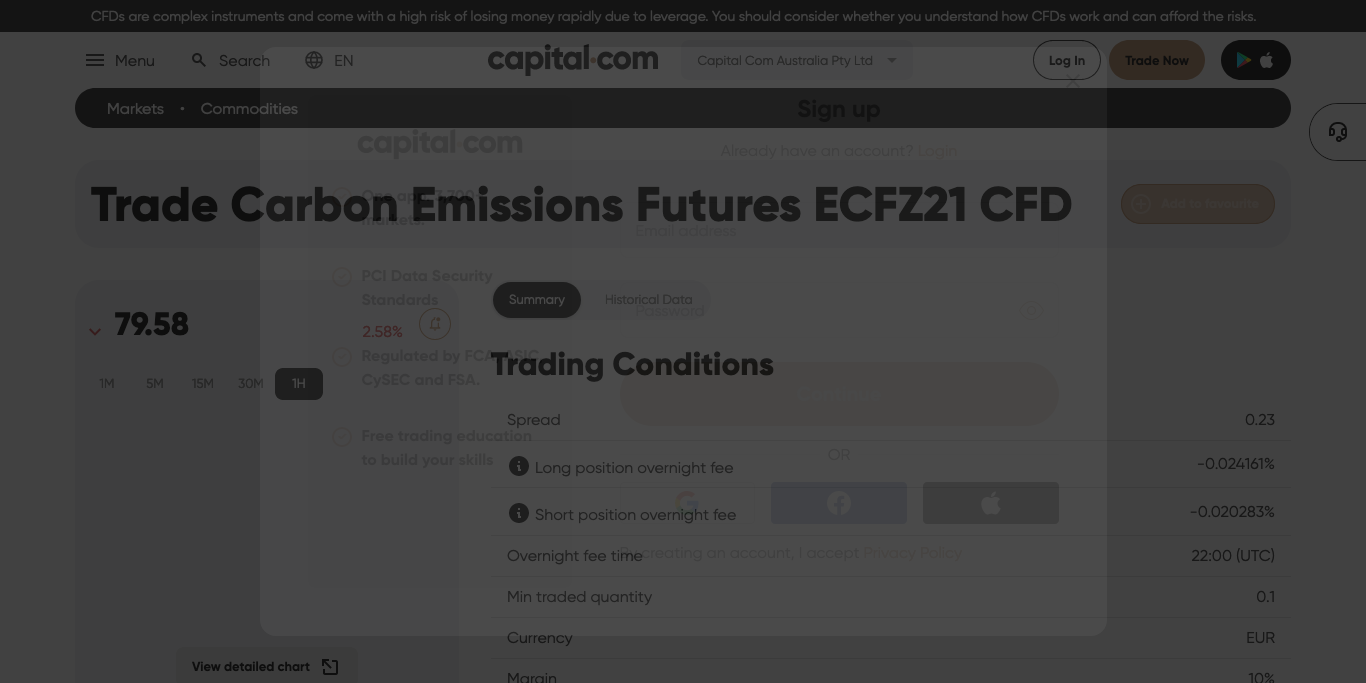 CFDs are complex instruments and come with a high risk of losing money rapidly due to leverage. You should consider whether you understand how CFDs work and can afford the risks.
Menu Search EN capital.com Capital Com Australia Pty Ltd Log In Trade Now
Markets • Commodities
Sign up
Already have an account? Login
capital.com
Trade Carbon Emissions Futures ECFZ21 CFD
Add to favourite
One app, 3,700
markets.
Email address
PCI Data Security
Standards
Summary Historical Data
Password
79.58
2.58%
Regulated by FCA, ASIC,
CySEC and FSA.
1M 5M 15M 30M 1H
Trading Conditions
Continue
Free trading education
to build your skills
Spread 0.23
OR
Long position overnight fee -0.024161%
Short position overnight fee -0.020283%
By creating an account, I accept Privacy Policy
Overnight fee time 22:00 (UTC)
Min traded quantity 0.1
Currency EUR
Margin 10%
View detailed chart